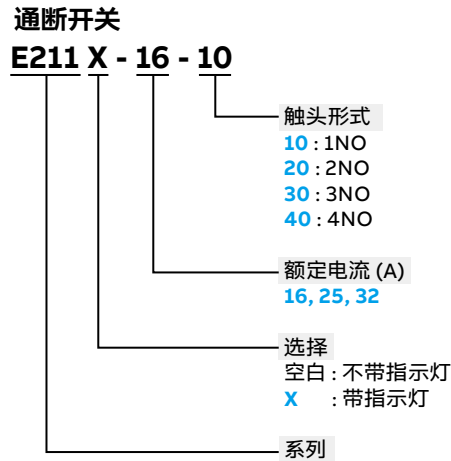 通断开关
E211 X - 16 - 10
触头形式
10 : 1NO
20 : 2NO
30 : 3NO
40 : 4NO
额定电流 (A)
16, 25, 32
选择
空白 : 不带指示灯
X : 带指示灯
系列